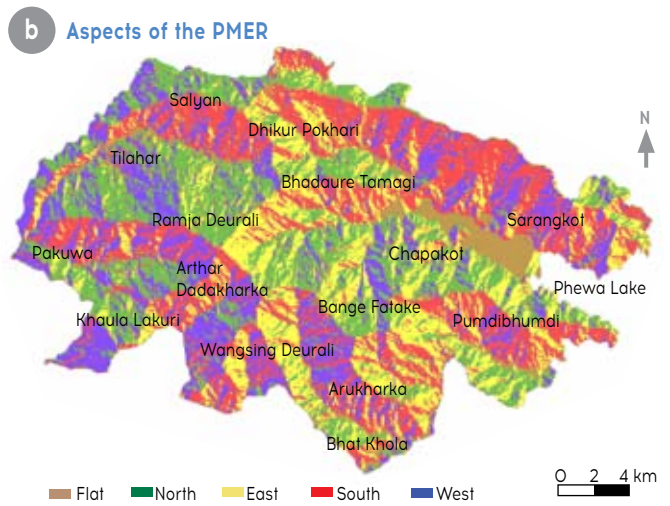 b Aspects of the PMER
Salyan
Dhikur Pokhari
N
Tilahar
Bhadaure Tamagi
Ramja Deurali
Sarangkot
Pakuwa
Chapakot
Arthar
Dadakharka
Phewa Lake
Khaula Lakuri
Bange Fatake
Pumdibhumdi
Wangsing Deurali
Arukharka
Bhat Khola
Flat North East South West
0 2 4 km